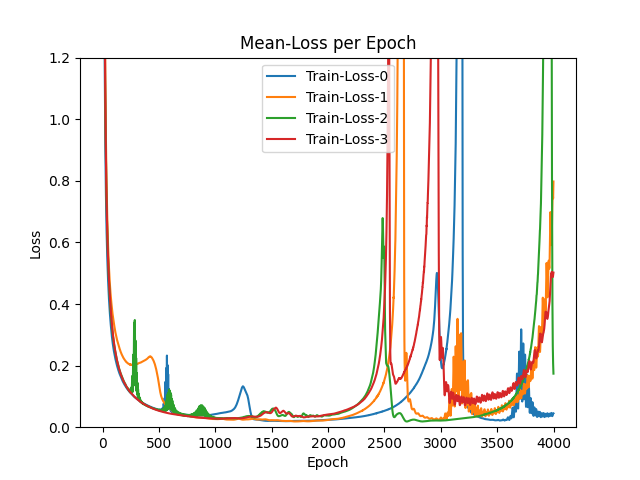 Mean-Loss per Epoch
Train-Loss-0
Train-Loss-1
Train-Loss-2
Train-Loss-3
Loss
1.2
1.0
0.8
0.6
0.4
0.2
0.0
0 500 1000 1500 2000 2500 3000 3500 4000
Epoch